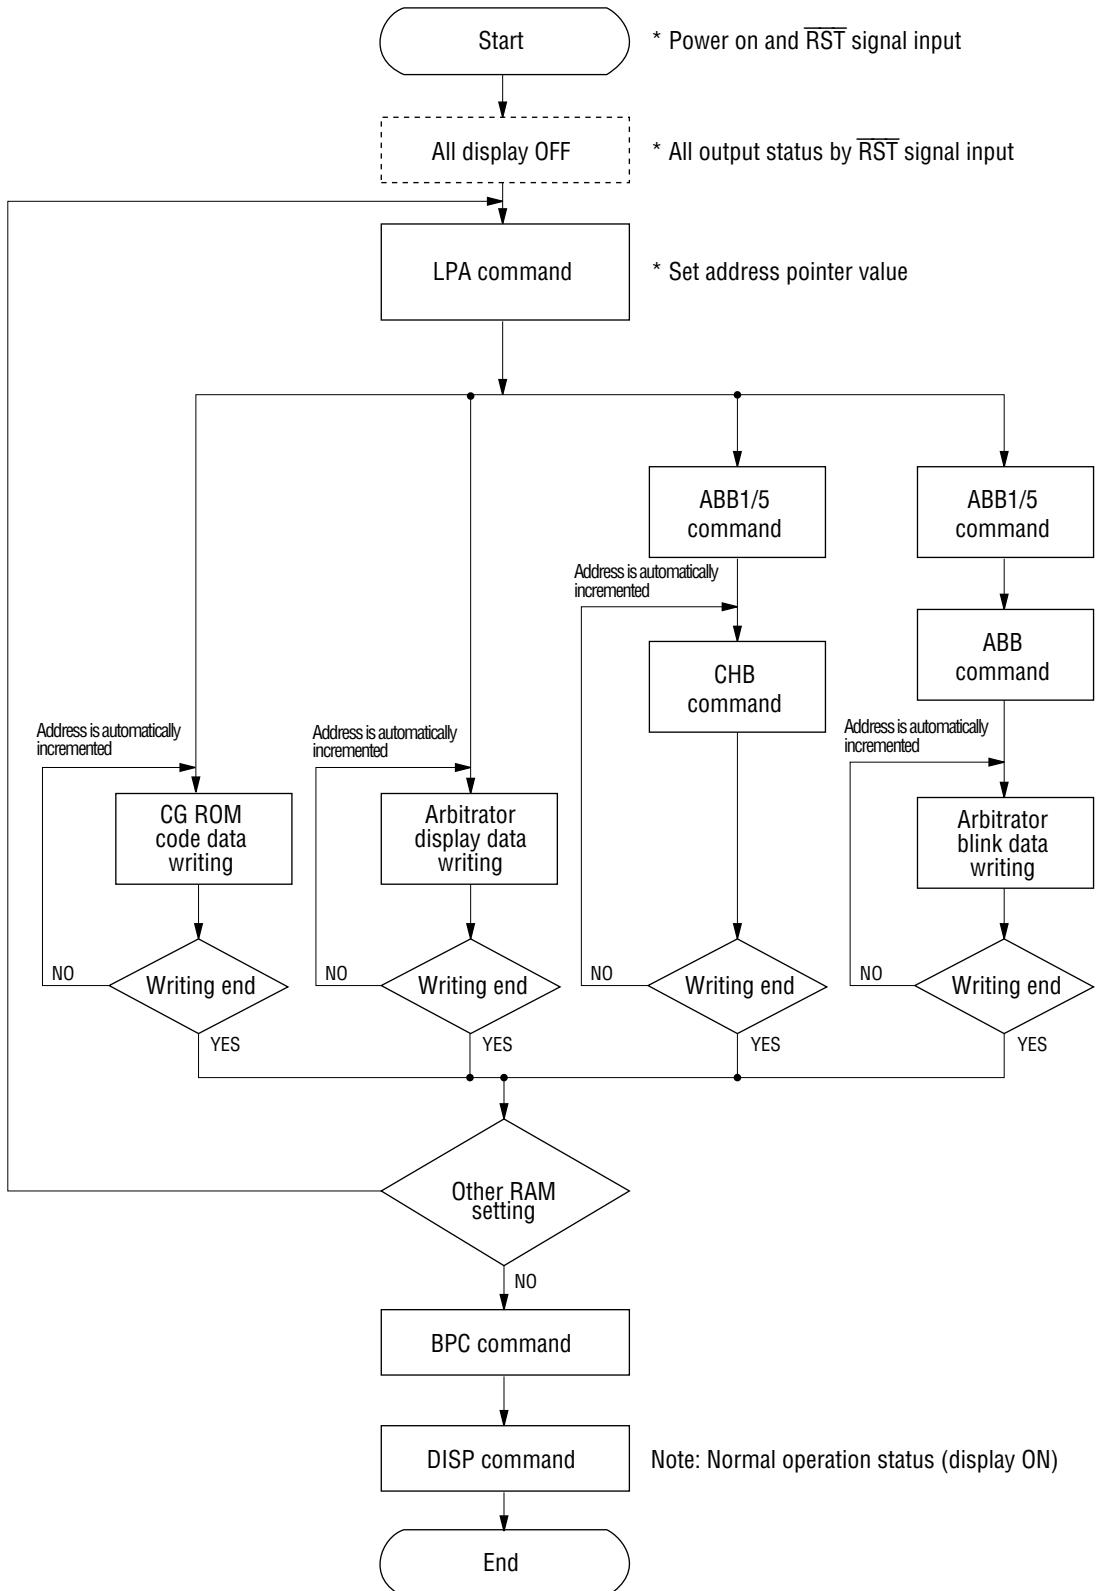 Start
* Power on and R̅S̅T̅ signal input
All display OFF
* All output status by R̅S̅T̅ signal input
LPA command
* Set address pointer value
ABB1/5
command
ABB1/5
command
Address is automatically
incremented
CHB
command
ABB
command
Address is automatically
incremented
Address is automatically
incremented
Address is automatically
incremented
CG ROM
code data
writing
Arbitrator
display data
writing
Arbitrator
blink data
writing
NO
Writing end
YES
NO
Writing end
YES
NO
Writing end
YES
NO
Writing end
YES
Other RAM
setting
NO
BPC command
DISP command
Note: Normal operation status (display ON)
End